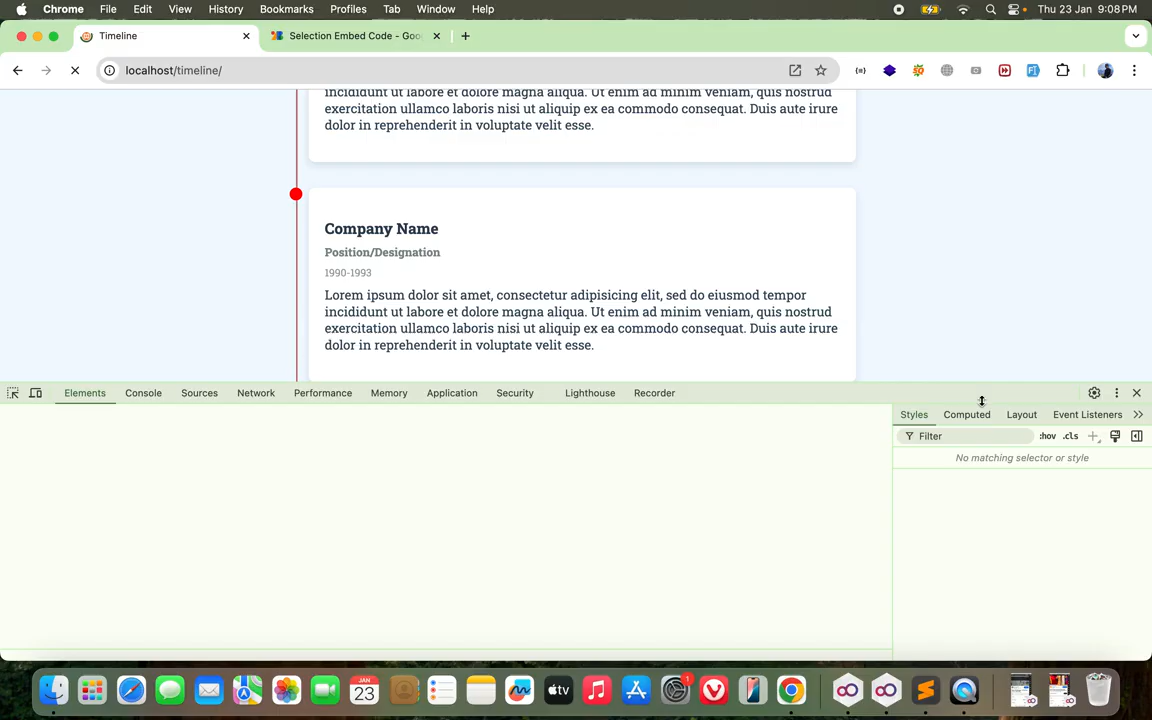 Chrome File Edit View History Bookmarks Profiles Tab Window Help Thu 23 Jan 9:08 PM
Timeline Selection Embed Code - Goo
localhost/timeline/
incididunt ut labore et dolore magna aliqua. Ut enim ad minim veniam, quis nostrud
exercitation ullamco laboris nisi ut aliquip ex ea commodo consequat. Duis aute irure
dolor in reprehenderit in voluptate velit esse.
Company Name
Position/Designation
1990-1993
Lorem ipsum dolor sit amet, consectetur adipisicing elit, sed do eiusmod tempor
incididunt ut labore et dolore magna aliqua. Ut enim ad minim veniam, quis nostrud
exercitation ullamco laboris nisi ut aliquip ex ea commodo consequat. Duis aute irure
dolor in reprehenderit in voluptate velit esse.
Elements Console Sources Network Performance Memory Application Security Lighthouse Recorder
Styles Computed Layout Event Listeners
Filter :hov .cls
No matching selector or style
JAN
23
tv
1